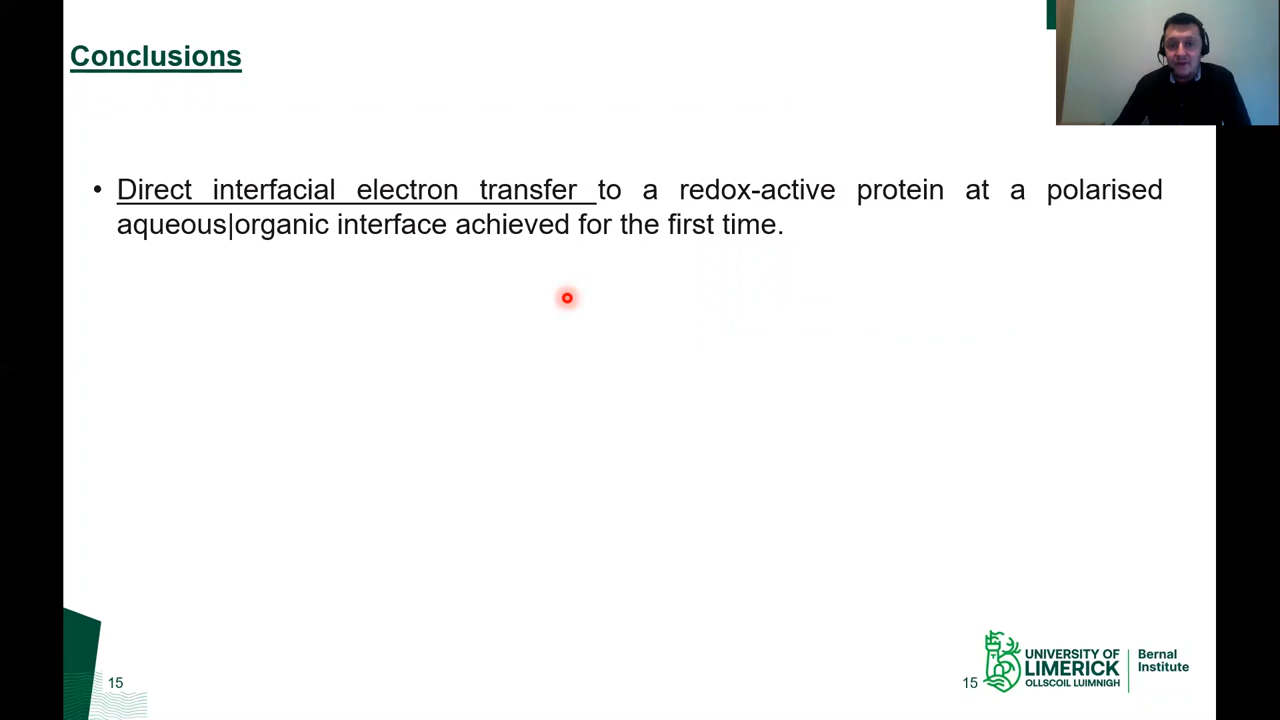 Conclusions
• Direct interfacial electron transfer to a redox-active protein at a polarised
aqueous|organic interface achieved for the first time.
15
15
UNIVERSITY OF
LIMERICK
OLLSCOIL LUIMNIGH
Bernal
Institute